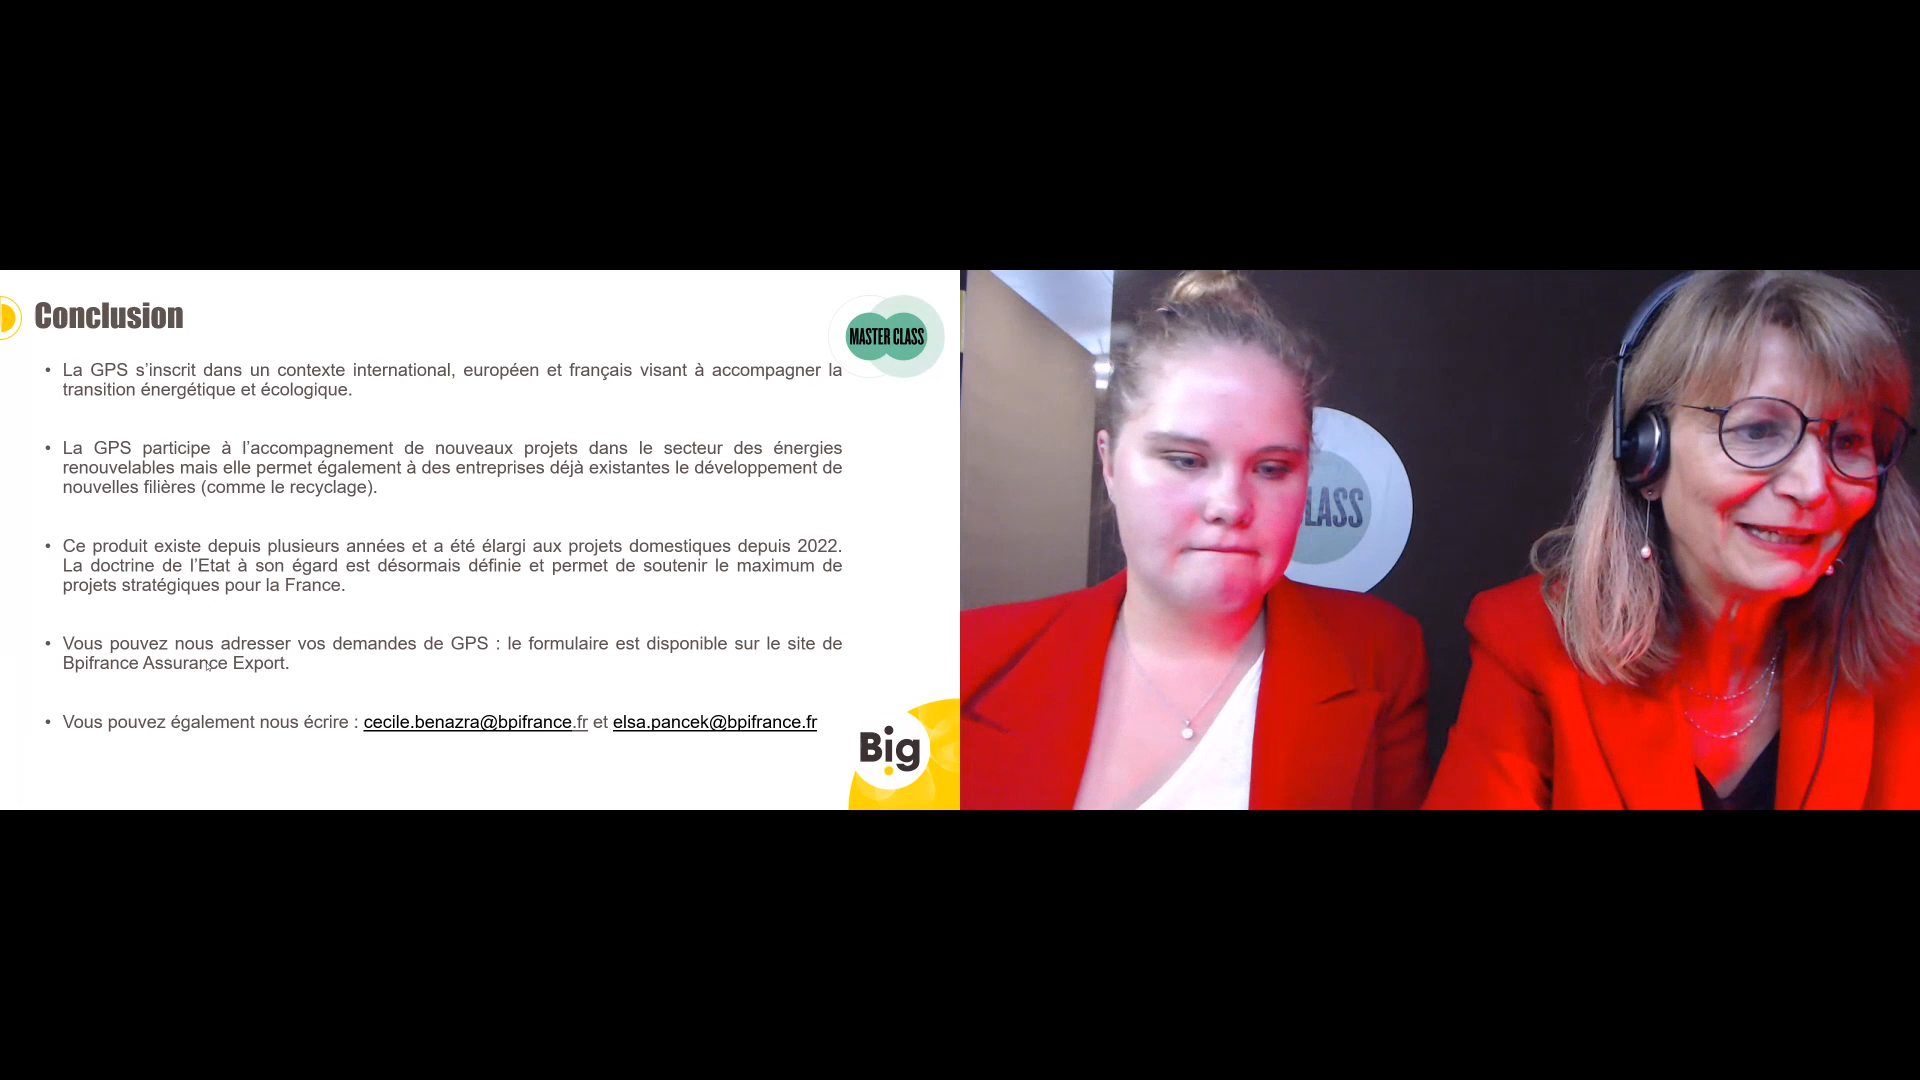 Conclusion
MASTER CLASS
• La GPS s’inscrit dans un contexte international, européen et français visant à accompagner la
transition énergétique et écologique.
• La GPS participe à l’accompagnement de nouveaux projets dans le secteur des énergies
renouvelables mais elle permet également à des entreprises déjà existantes le développement de
nouvelles filières (comme le recyclage).
• Ce produit existe depuis plusieurs années et a été élargi aux projets domestiques depuis 2022.
La doctrine de l’Etat à son égard est désormais définie et permet de soutenir le maximum de
projets stratégiques pour la France.
• Vous pouvez nous adresser vos demandes de GPS : le formulaire est disponible sur le site de
Bpifrance Assurance Export.
• Vous pouvez également nous écrire : cecile.benazra@bpifrance.fr et elsa.pancek@bpifrance.fr
Big
LASS